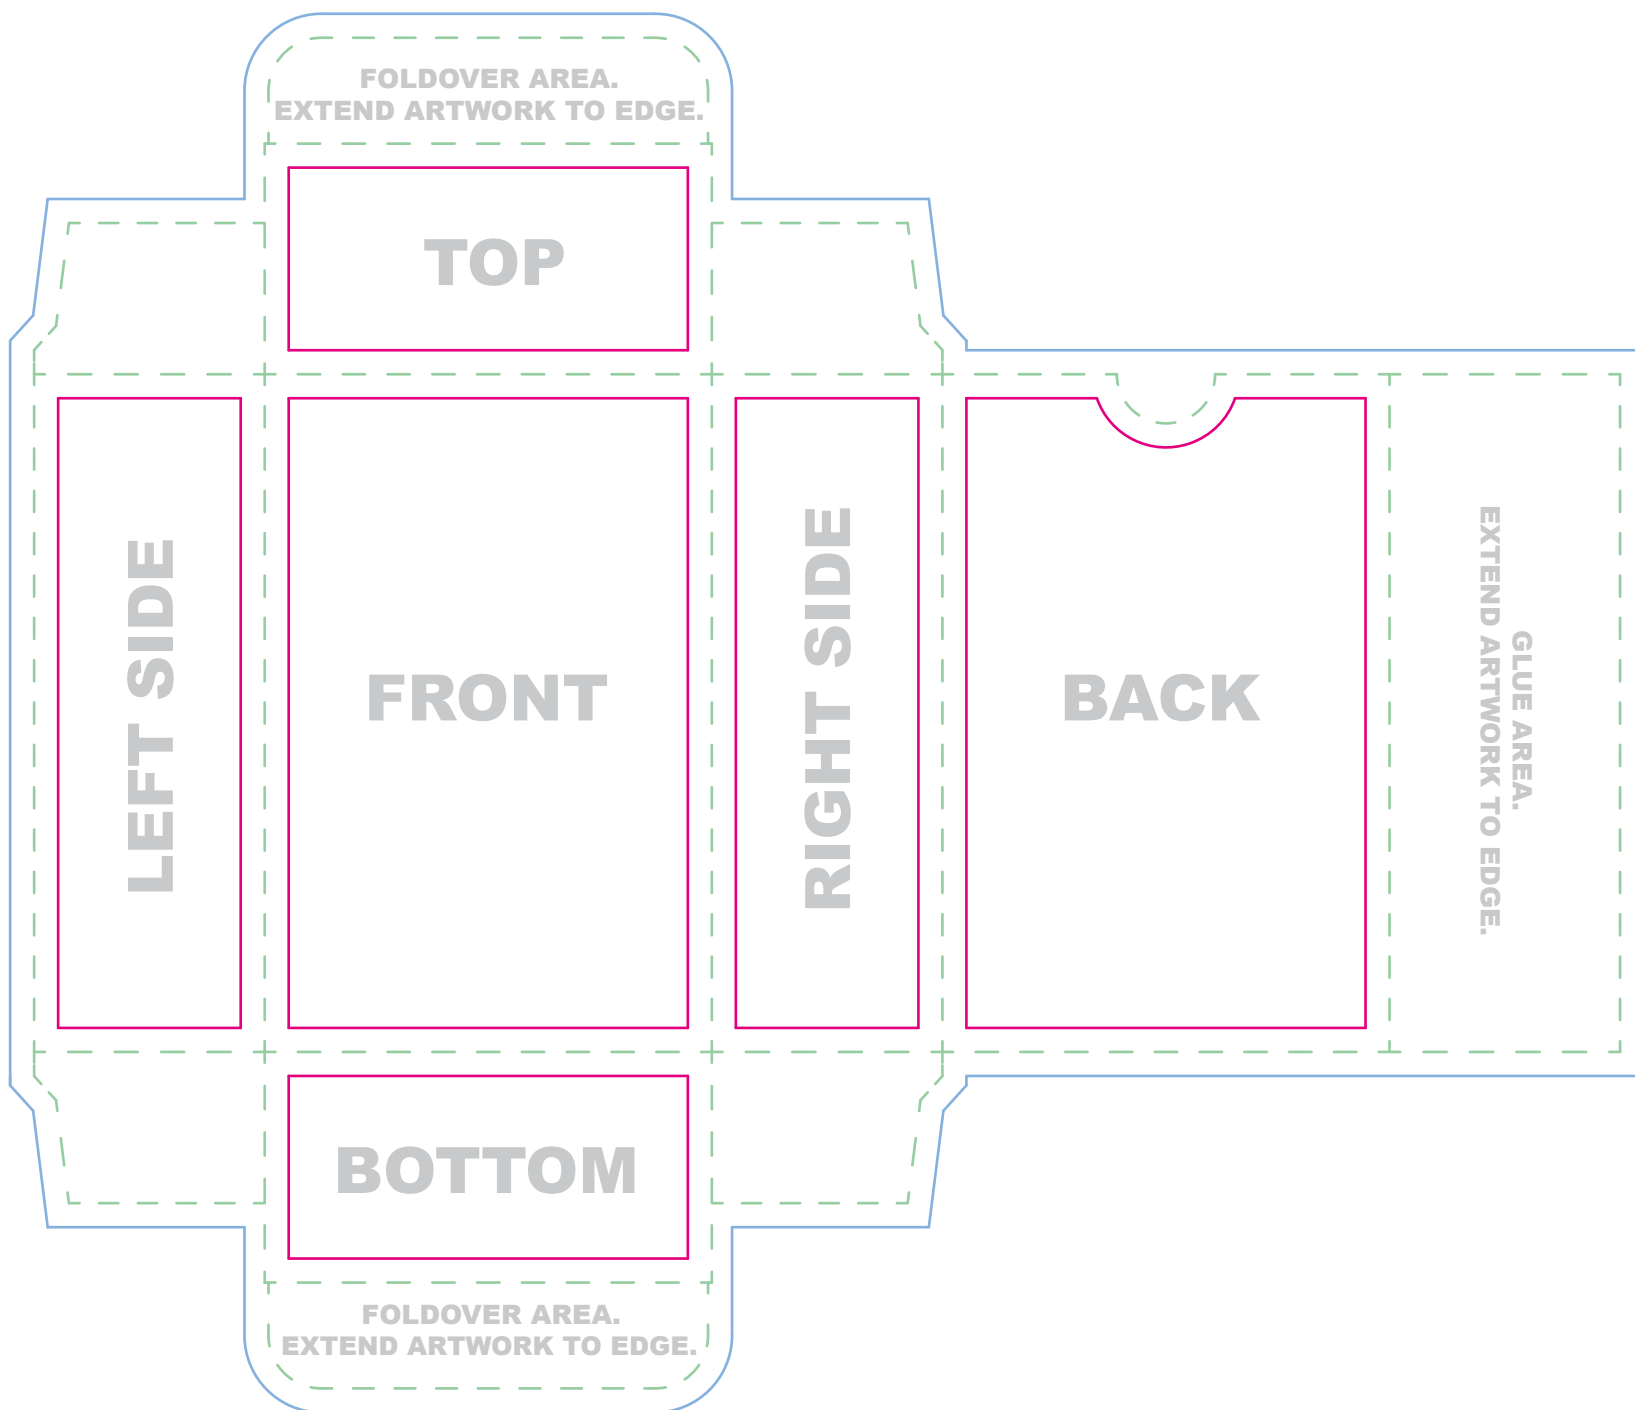 FOLDOVER AREA.
EXTEND ARTWORK TO EDGE.
TOP
LEFT SIDE
FRONT
RIGHT SIDE
BACK
GLUE AREA.
EXTEND ARTWORK TO EDGE.
BOTTOM
FOLDOVER AREA.
EXTEND ARTWORK TO EDGE.